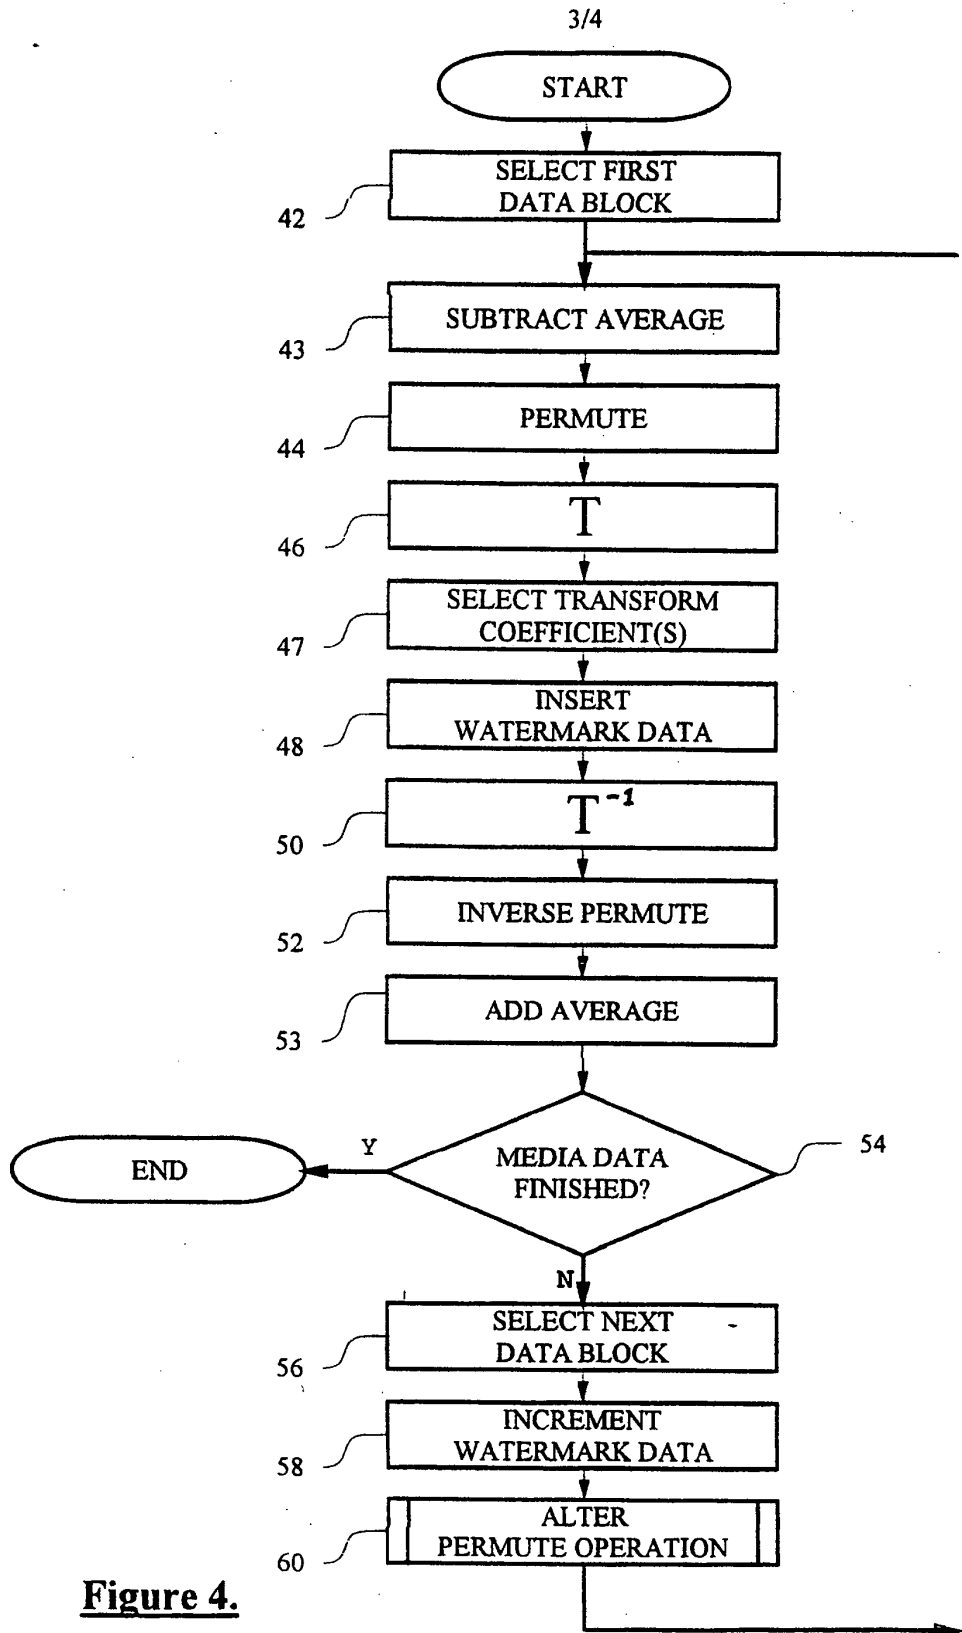 3/4
START
SELECT FIRST
DATA BLOCK
42
SUBTRACT AVERAGE
43
PERMUTE
44
T
46
SELECT TRANSFORM
COEFFICIENT(S)
47
INSERT
WATERMARK DATA
48
T⁻¹
50
INVERSE PERMUTE
52
ADD AVERAGE
53
MEDIA DATA
FINISHED?
54
Y
END
N
SELECT NEXT
DATA BLOCK
56
INCREMENT
WATERMARK DATA
58
ALTER
PERMUTE OPERATION
60
Figure 4.